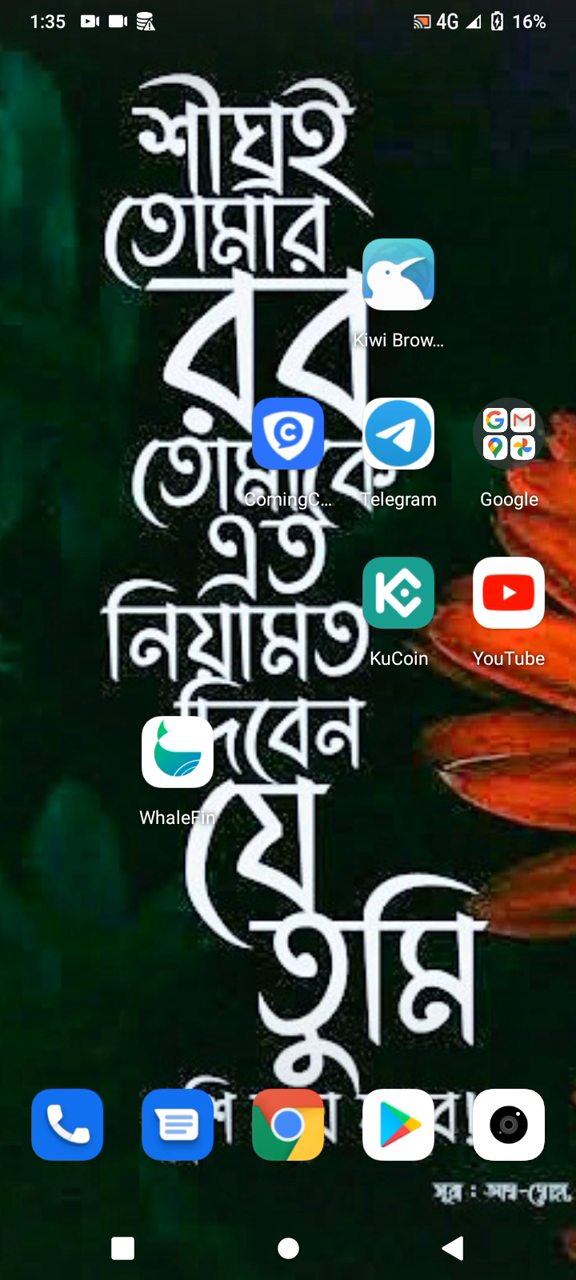 1:35 4G 16%
শীঘ্রই
তোমার
রব
Kiwi Brow...
তোমাকে
ComingC... Telegram Google
এত
নিয়ামত
KuCoin YouTube
দিবেন
WhaleFin
যে
তুমি